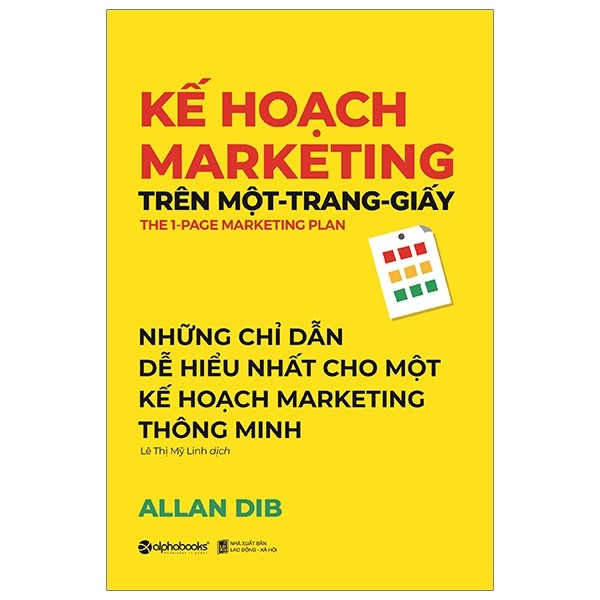 KẾ HOẠCH
MARKETING
TRÊN MỘT-TRANG-GIẤY
THE 1-PAGE MARKETING PLAN
NHỮNG CHỈ DẪN
DỄ HIỂU NHẤT CHO MỘT
KẾ HOẠCH MARKETING
THÔNG MINH
Lê Thị Mỹ Linh dịch
ALLAN DIB
alphabooks
NHÀ XUẤT BẢN
LAO ĐỘNG - XÃ HỘI